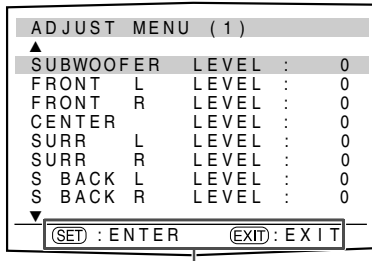 ADJUST MENU (1)
▲
SUBWOOFER LEVEL : 0
FRONT L LEVEL : 0
FRONT R LEVEL : 0
CENTER LEVEL : 0
SURR L LEVEL : 0
SURR R LEVEL : 0
S BACK L LEVEL : 0
S BACK R LEVEL : 0
▼
SET : ENTER EXIT : EXIT